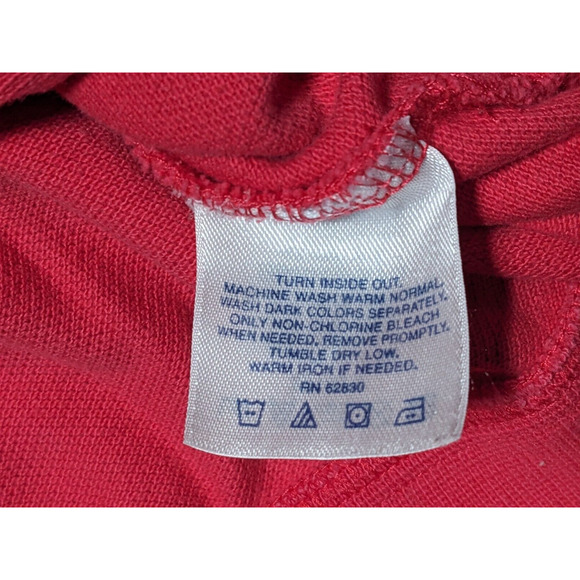 TURN INSIDE OUT.
MACHINE WASH WARM NORMAL.
WASH DARK COLORS SEPARATELY.
ONLY NON-CHLORINE BLEACH
WHEN NEEDED. REMOVE PROMPTLY.
TUMBLE DRY LOW.
WARM IRON IF NEEDED.
RN 62830